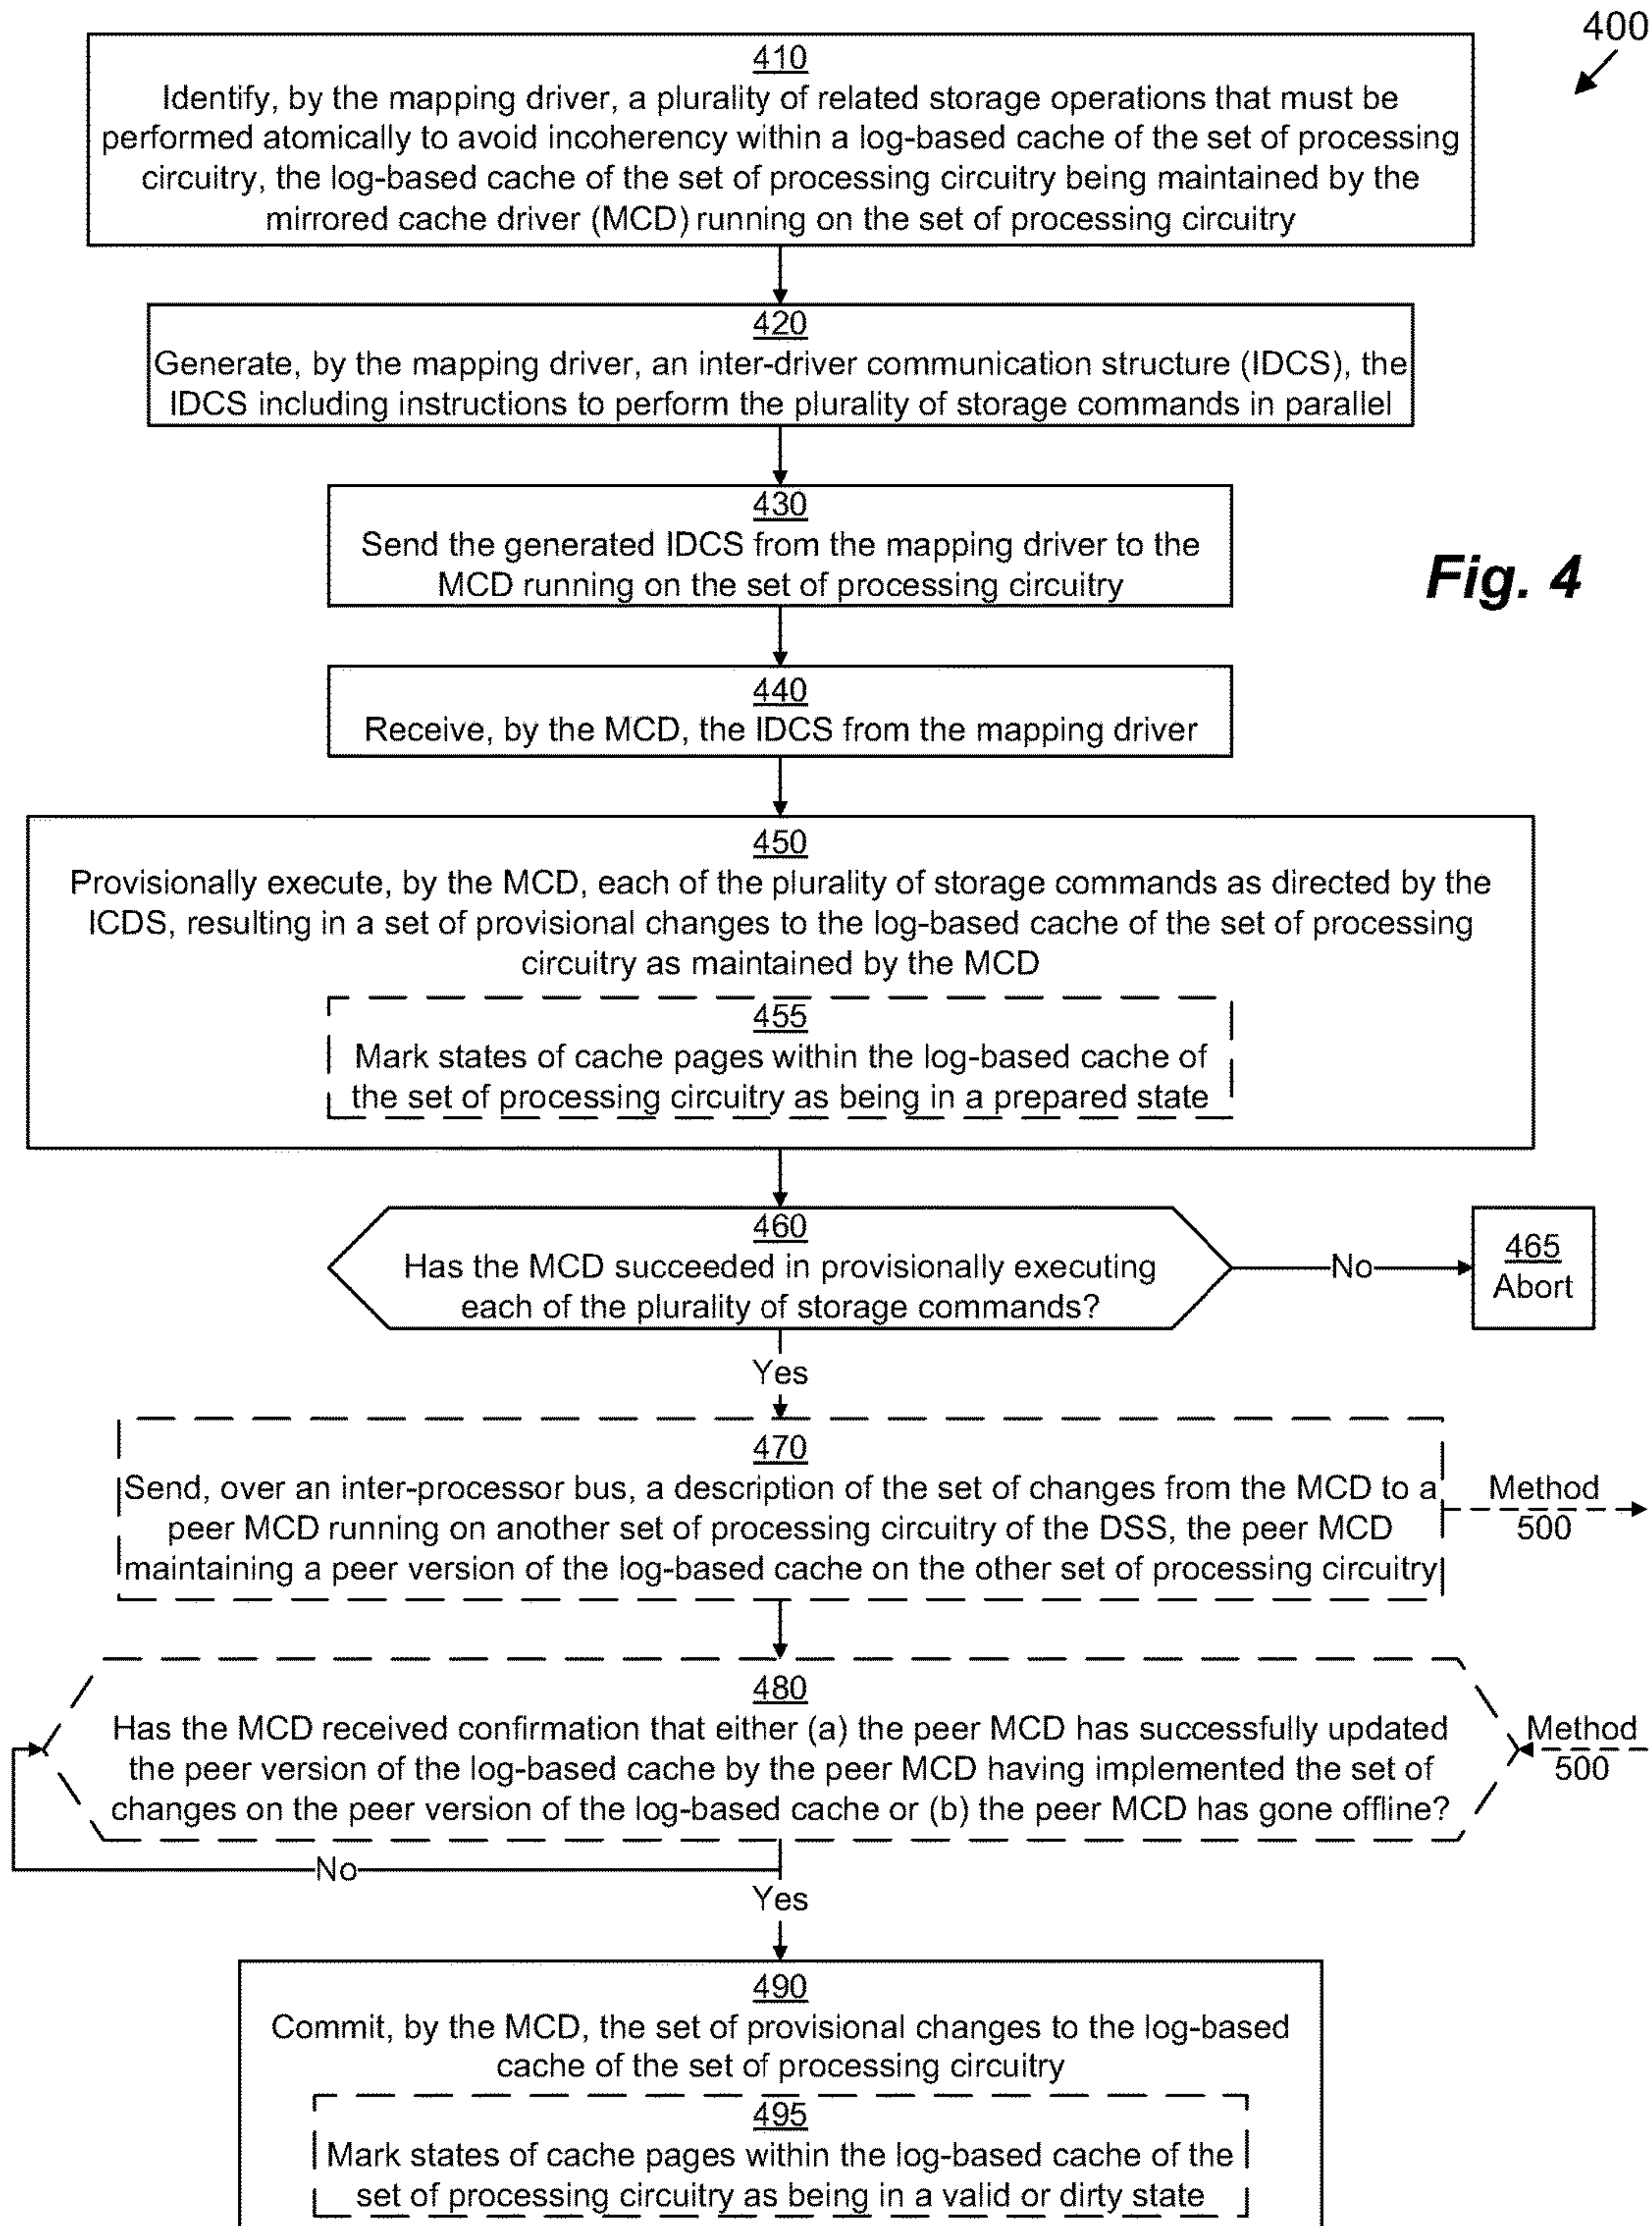 400
410
Identify, by the mapping driver, a plurality of related storage operations that must be
performed atomically to avoid incoherency within a log-based cache of the set of processing
circuitry, the log-based cache of the set of processing circuitry being maintained by the
mirrored cache driver (MCD) running on the set of processing circuitry
420
Generate, by the mapping driver, an inter-driver communication structure (IDCS), the
IDCS including instructions to perform the plurality of storage commands in parallel
430
Send the generated IDCS from the mapping driver to the
MCD running on the set of processing circuitry
Fig. 4
440
Receive, by the MCD, the IDCS from the mapping driver
450
Provisionally execute, by the MCD, each of the plurality of storage commands as directed by the
ICDS, resulting in a set of provisional changes to the log-based cache of the set of processing
circuitry as maintained by the MCD
455
Mark states of cache pages within the log-based cache of
the set of processing circuitry as being in a prepared state
460
Has the MCD succeeded in provisionally executing
each of the plurality of storage commands?
No
465
Abort
Yes
470
Send, over an inter-processor bus, a description of the set of changes from the MCD to a
peer MCD running on another set of processing circuitry of the DSS, the peer MCD
maintaining a peer version of the log-based cache on the other set of processing circuitry
Method
500
480
Has the MCD received confirmation that either (a) the peer MCD has successfully updated
the peer version of the log-based cache by the peer MCD having implemented the set of
changes on the peer version of the log-based cache or (b) the peer MCD has gone offline?
Method
500
No
Yes
490
Commit, by the MCD, the set of provisional changes to the log-based
cache of the set of processing circuitry
495
Mark states of cache pages within the log-based cache of the
set of processing circuitry as being in a valid or dirty state